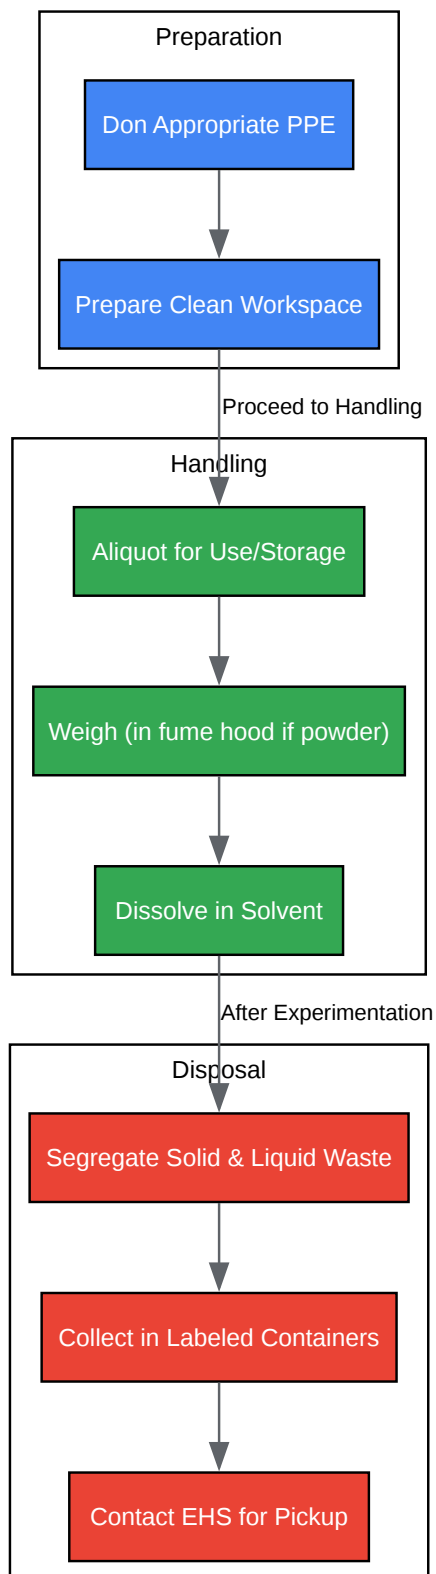 Preparation
Don Appropriate PPE
Prepare Clean Workspace
Proceed to Handling
Handling
Aliquot for Use/Storage
Weigh (in fume hood if powder)
Dissolve in Solvent
After Experimentation
Disposal
Segregate Solid & Liquid Waste
Collect in Labeled Containers
Contact EHS for Pickup